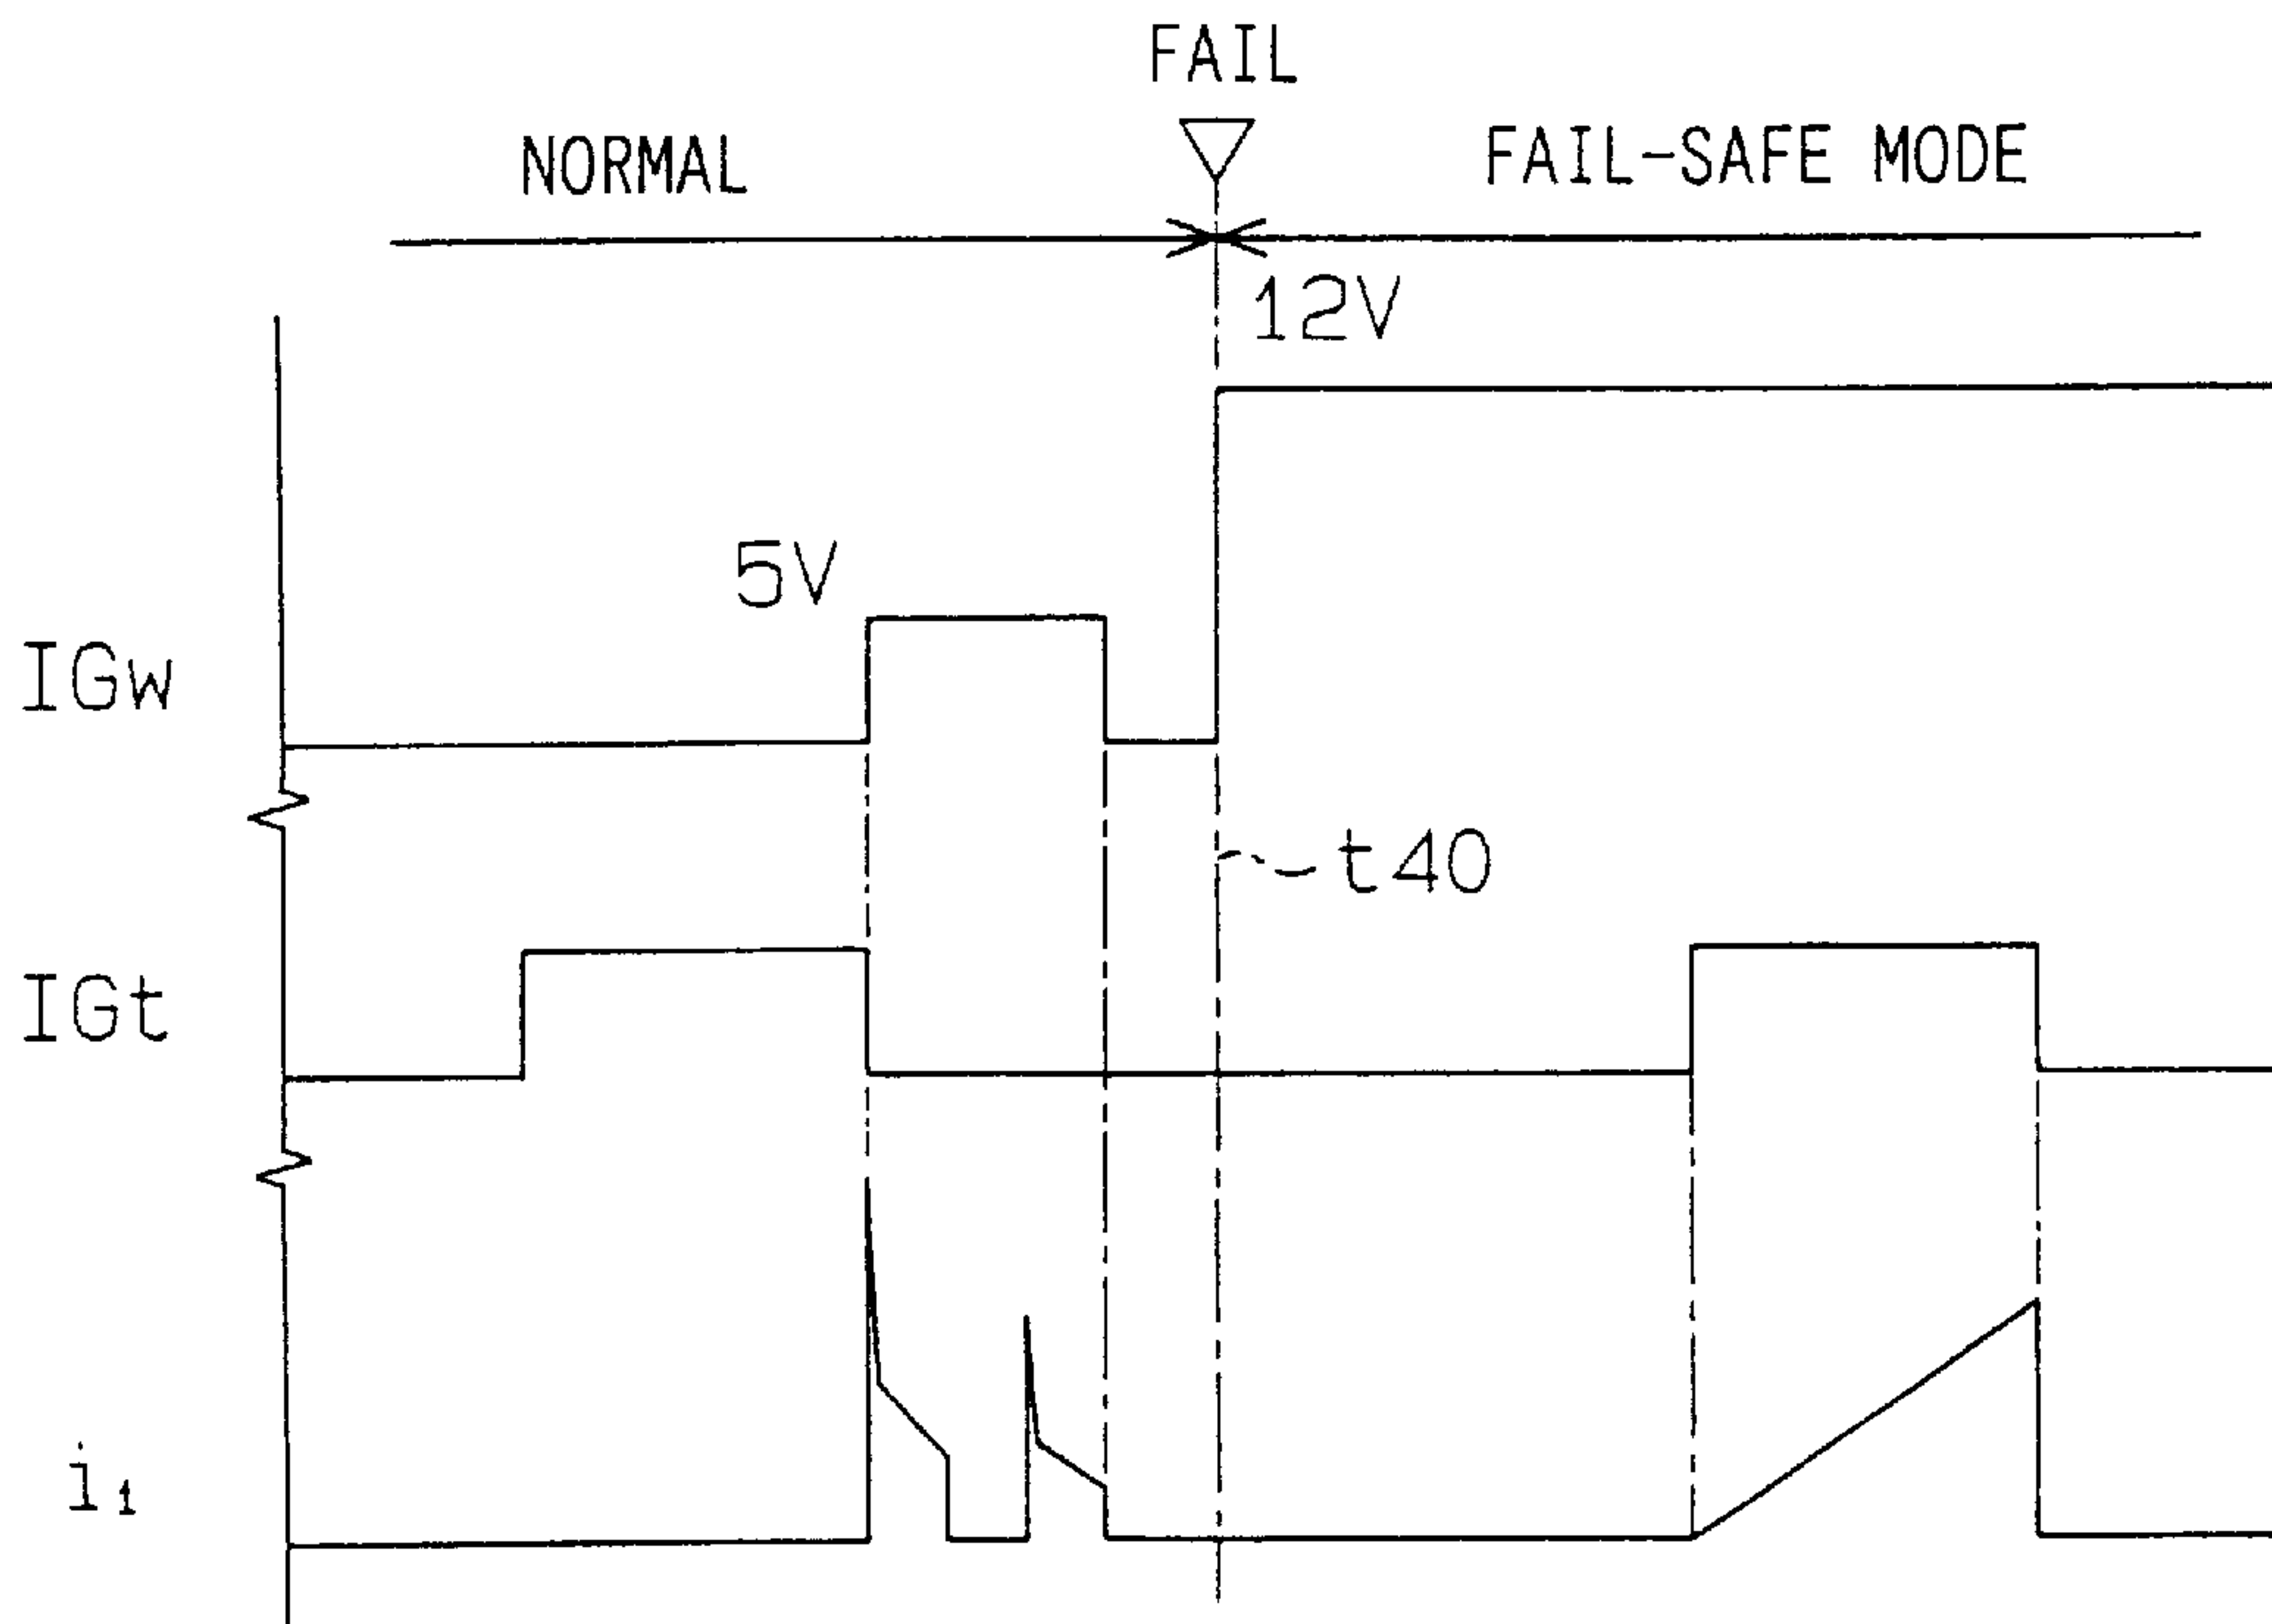 FAIL
NORMAL
FAIL-SAFE MODE
12V
5V
IGw
t40
IGt
i₁